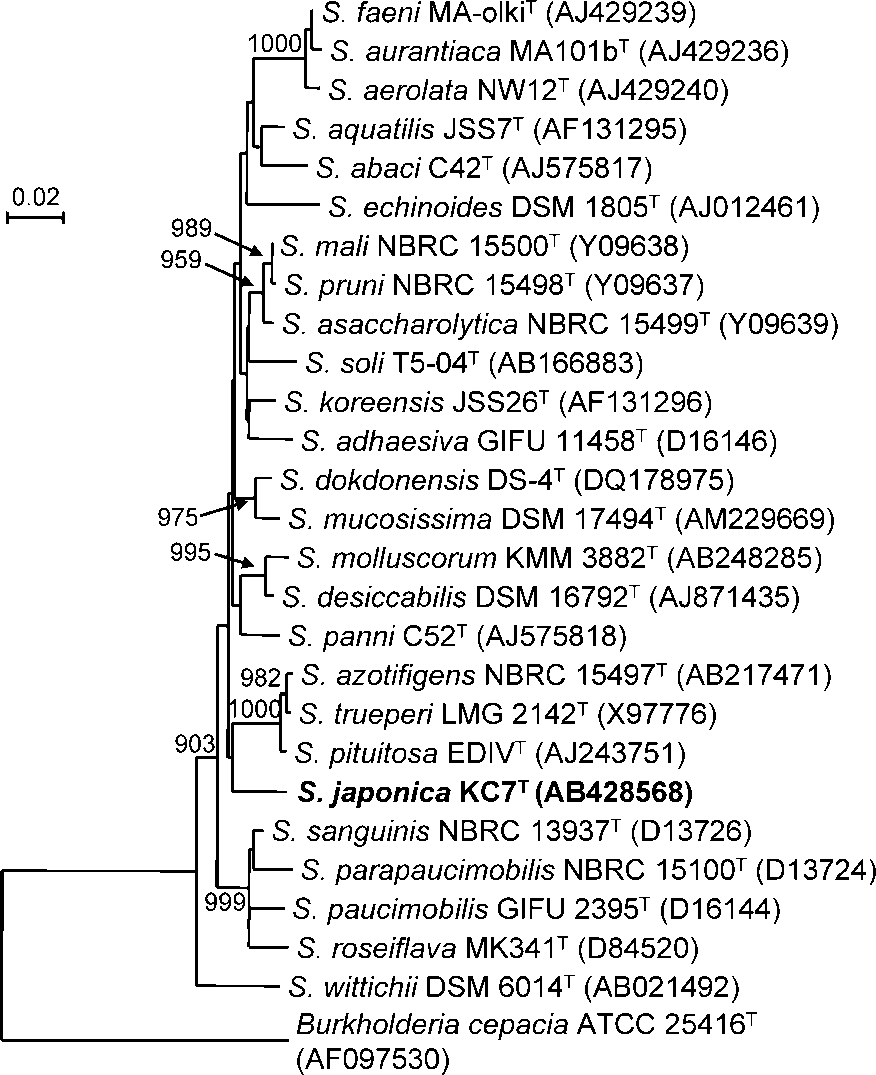 S. faeni MA-olkiᵀ (AJ429239)
1000
S. aurantiaca MA101bᵀ (AJ429236)
S. aerolata NW12ᵀ (AJ429240)
S. aquatilis JSS7ᵀ (AF131295)
S. abaci C42ᵀ (AJ575817)
0.02
S. echinoides DSM 1805ᵀ (AJ012461)
989
S. mali NBRC 15500ᵀ (Y09638)
959
S. pruni NBRC 15498ᵀ (Y09637)
S. asaccharolytica NBRC 15499ᵀ (Y09639)
S. soli T5-04ᵀ (AB166883)
S. koreensis JSS26ᵀ (AF131296)
S. adhaesiva GIFU 11458ᵀ (D16146)
S. dokdonensis DS-4ᵀ (DQ178975)
975
S. mucosissima DSM 17494ᵀ (AM229669)
995
S. molluscorum KMM 3882ᵀ (AB248285)
S. desiccabilis DSM 16792ᵀ (AJ871435)
S. panni C52ᵀ (AJ575818)
982
S. azotifigens NBRC 15497ᵀ (AB217471)
1000
S. trueperi LMG 2142ᵀ (X97776)
903
S. pituitosa EDIVᵀ (AJ243751)
S. japonica KC7ᵀ (AB428568)
S. sanguinis NBRC 13937ᵀ (D13726)
S. parapaucimobilis NBRC 15100ᵀ (D13724)
999
S. paucimobilis GIFU 2395ᵀ (D16144)
S. roseiflava MK341ᵀ (D84520)
S. wittichii DSM 6014ᵀ (AB021492)
Burkholderia cepacia ATCC 25416ᵀ
(AF097530)